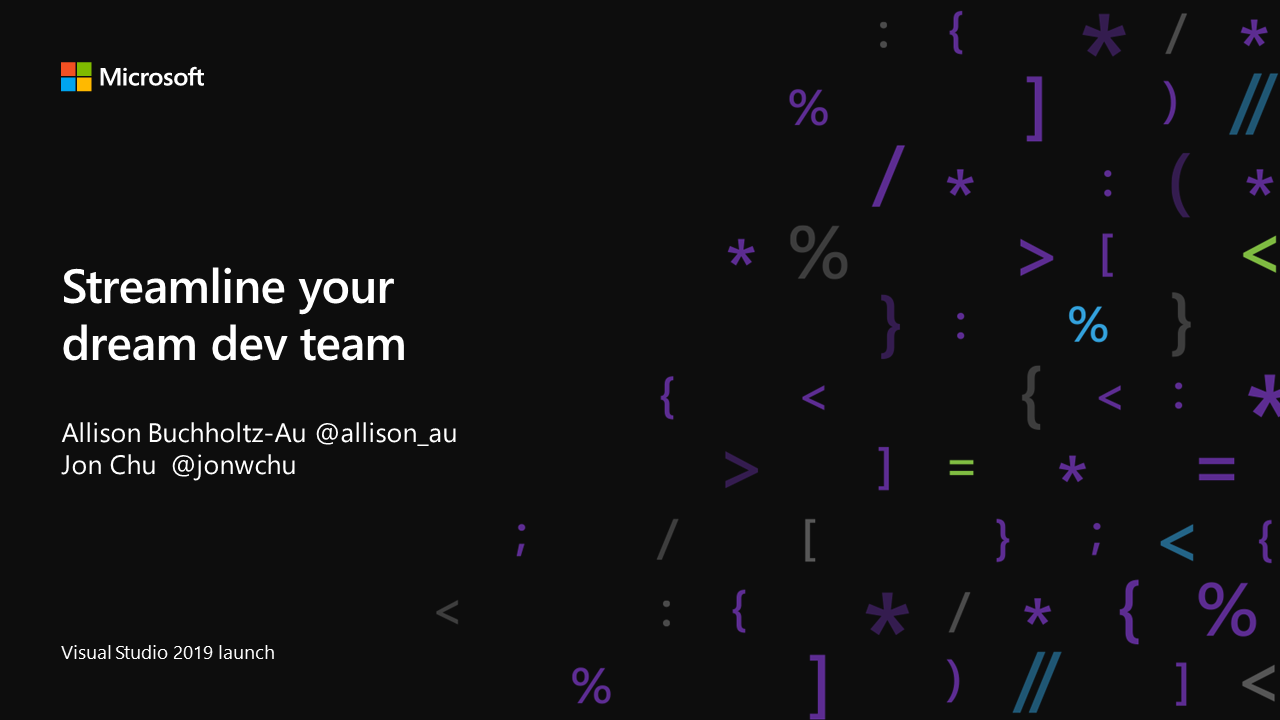 Microsoft
Streamline your
dream dev team
Allison Buchholtz-Au @allison_au
Jon Chu @jonwchu
Visual Studio 2019 launch
: { * / *
% ] ) //
/ * : ( *
* % > [ <
} : % }
{ < { < : *
> ] = * =
; / [ } ; < {
< : { * / * { %
% ] ) // ] <